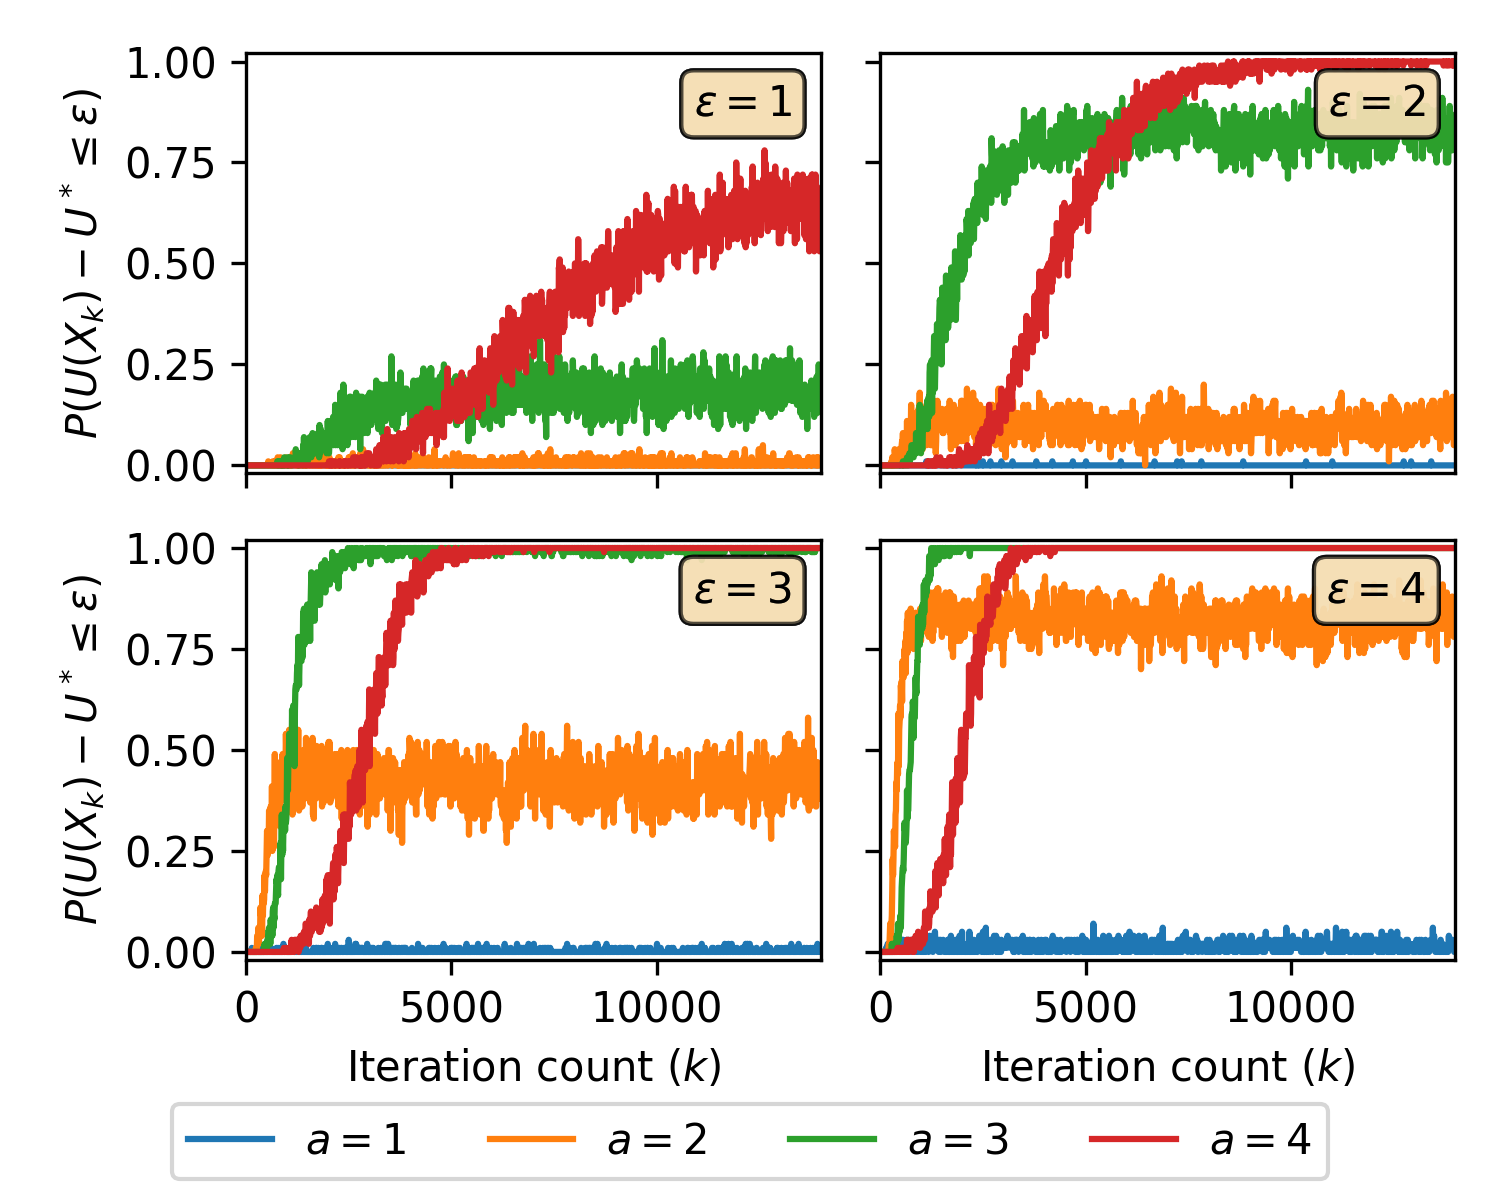 P(U(X_k) − U* ≤ ε)
1.00
0.75
0.50
0.25
0.00
ε = 1
ε = 2
P(U(X_k) − U* ≤ ε)
1.00
0.75
0.50
0.25
0.00
ε = 3
ε = 4
0 5000 10000
0 5000 10000
Iteration count (k)
Iteration count (k)
a = 1 a = 2 a = 3 a = 4